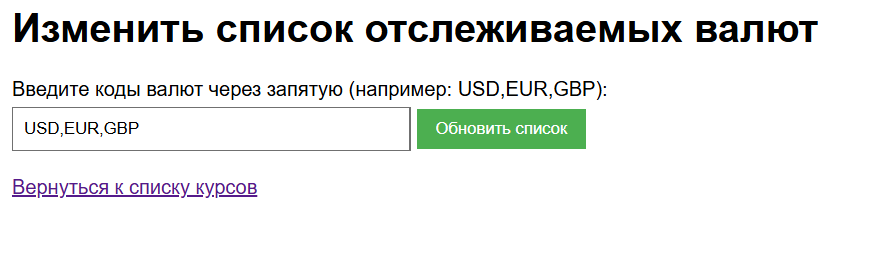 Изменить список отслеживаемых валют
Введите коды валют через запятую (например: USD,EUR,GBP):
USD,EUR,GBP Обновить список
Вернуться к списку курсов